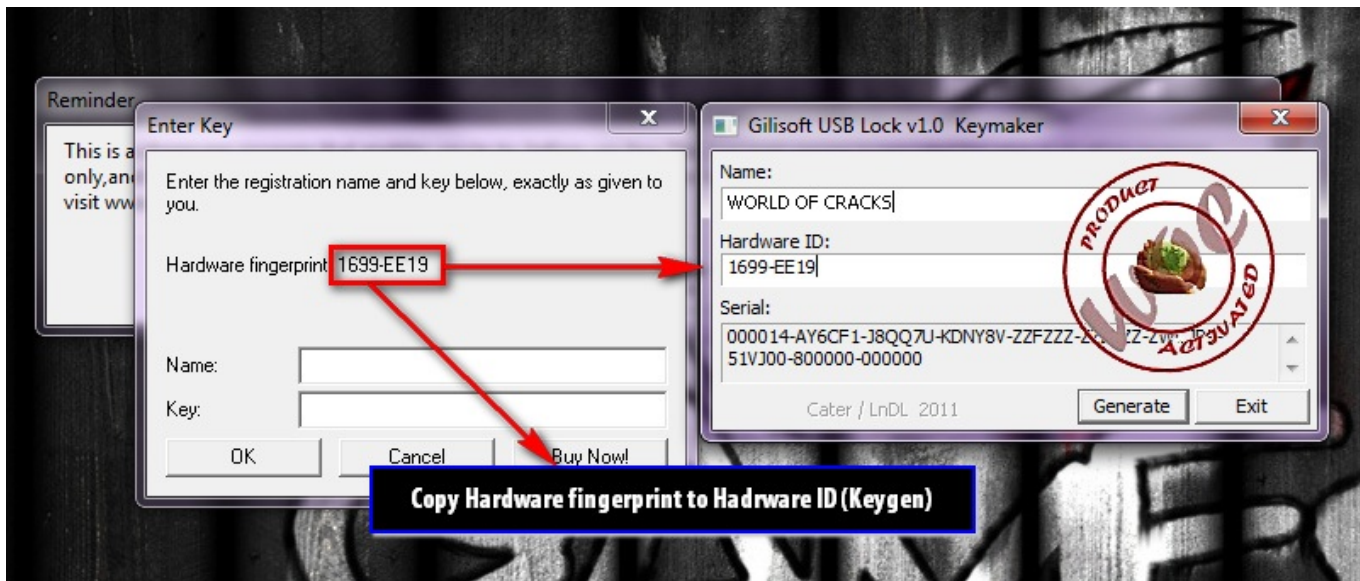 Reminder
This is a
only,an
visit ww
Enter Key
X
Enter the registration name and key below, exactly as given to
you.
Hardware fingerprint 1699-EE19
Name:
Key:
OK
Cancel
Buy Now!
Gilisoft USB Lock v1.0 Keymaker
X
Name:
WORLD OF CRACKS
Hardware ID:
1699-EE19
Serial:
000014-AY6CF1-J8QQ7U-KDNY8V-ZZFZZZ-
51VJ00-800000-000000
Cater / LnDL 2011
Generate
Exit
PRODUCT
ACTIVATED
Copy Hardware fingerprint to Hadrware ID (Keygen)